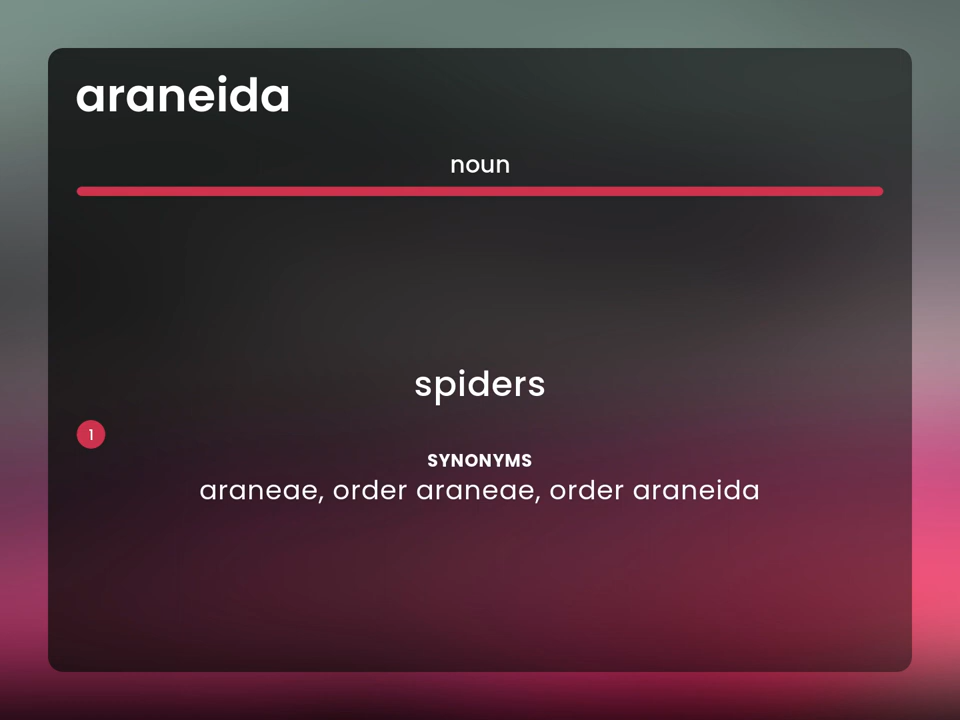 araneida
noun
spiders
1
SYNONYMS
araneae, order araneae, order araneida